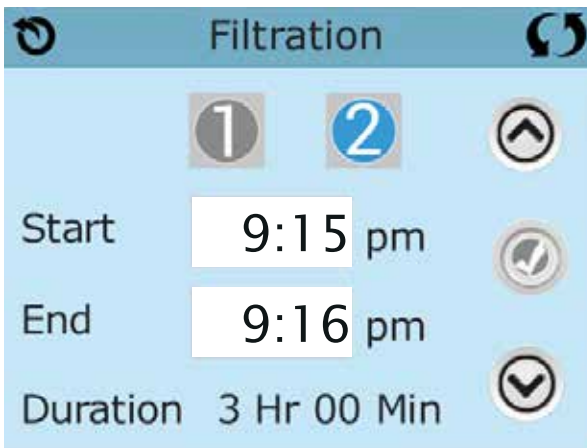 Filtration
1 2
Start 9:15 pm
End 9:16 pm
Duration 3 Hr 00 Min